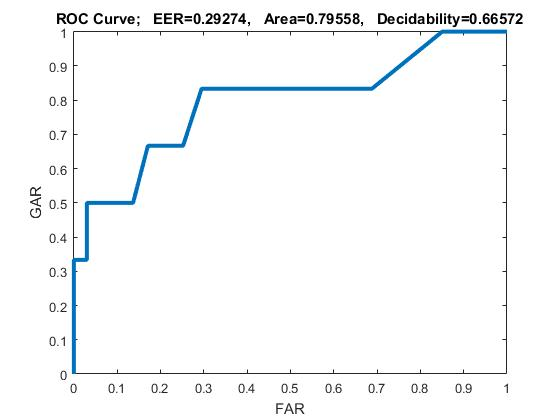 ROC Curve;   EER=0.29274,   Area=0.79558,   Decidability=0.66572
1
0.9
0.8
0.7
0.6
0.5
0.4
0.3
0.2
0.1
0
GAR
0 0.1 0.2 0.3 0.4 0.5 0.6 0.7 0.8 0.9 1
FAR